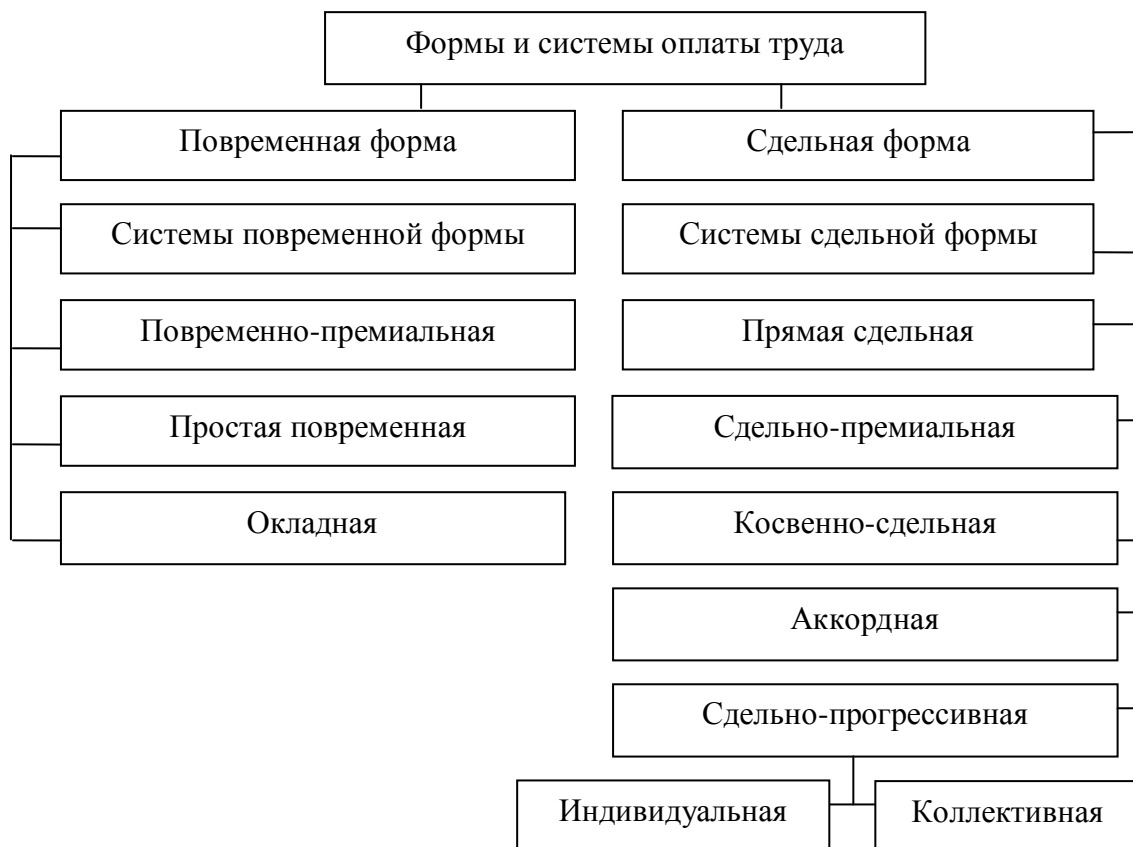 Формы и системы оплаты труда
Повременная форма
Сдельная форма
Системы повременной формы
Системы сдельной формы
Повременно-премиальная
Прямая сдельная
Простая повременная
Сдельно-премиальная
Окладная
Косвенно-сдельная
Аккордная
Сдельно-прогрессивная
Индивидуальная
Коллективная